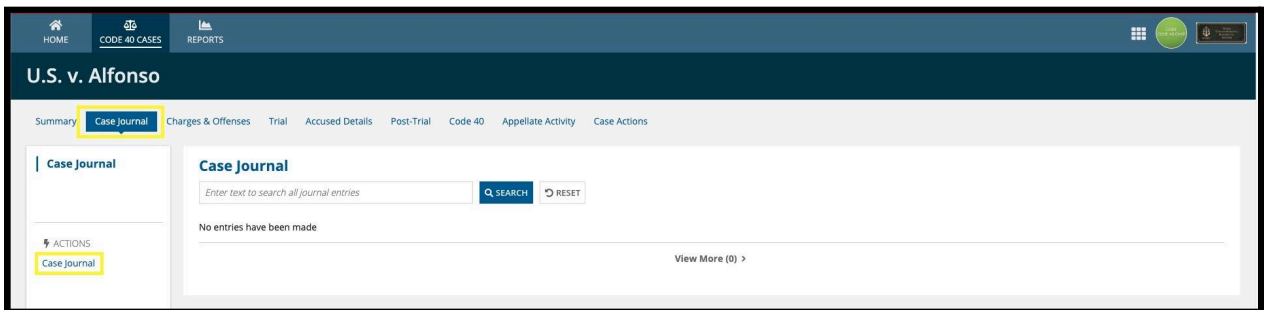 HOME
CODE 40 CASES
REPORTS
U.S. v. Alfonso
Summary Case Journal Charges & Offenses Trial Accused Details Post-Trial Code 40 Appellate Activity Case Actions
Case Journal
ACTIONS
Case Journal
Case Journal
Enter text to search all journal entries SEARCH RESET
No entries have been made
View More (0) >